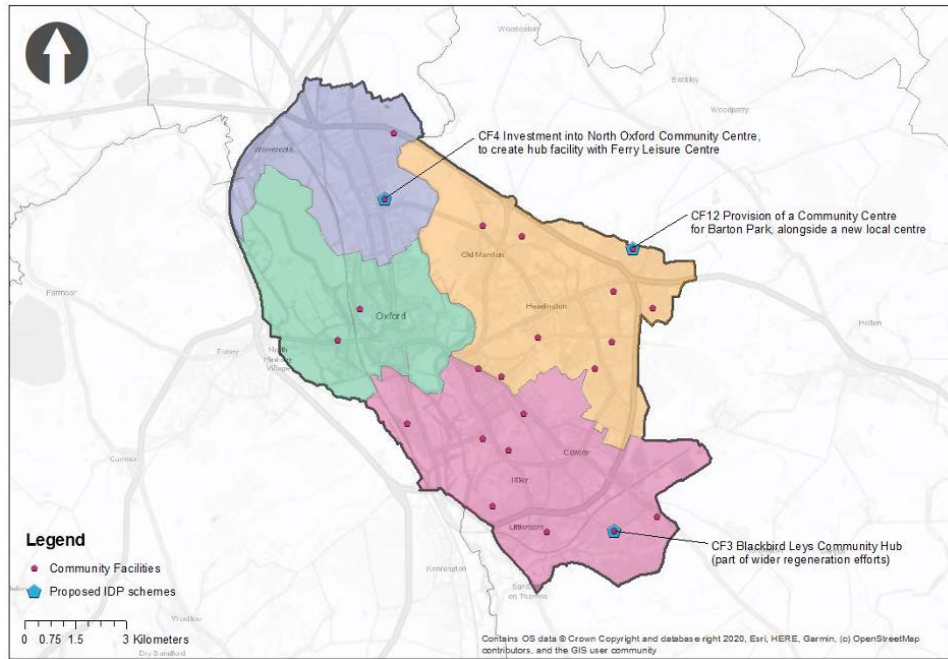 Woodeaton
Beckley
Woodperry
CF4 Investment into North Oxford Community Centre,
to create hub facility with Ferry Leisure Centre
Wolvercote
CF12 Provision of a Community Centre
for Barton Park, alongside a new local centre
Old Marston
Farmoor
Headington
Oxford
Holton
Botley
North
Hinksey
Village
Cumnor
Cowley
Iffley
Littlemore
CF3 Blackbird Leys Community Hub
(part of wider regeneration efforts)
Legend
Community Facilities
Proposed IDP schemes
Kennington
on Thames
Wootton
0 0.75 1.5 3 Kilometers
Dry Sandford
Contains OS data © Crown Copyright and database right 2020, Esri, HERE, Garmin, (c) OpenStreetMap
contributors, and the GIS user community